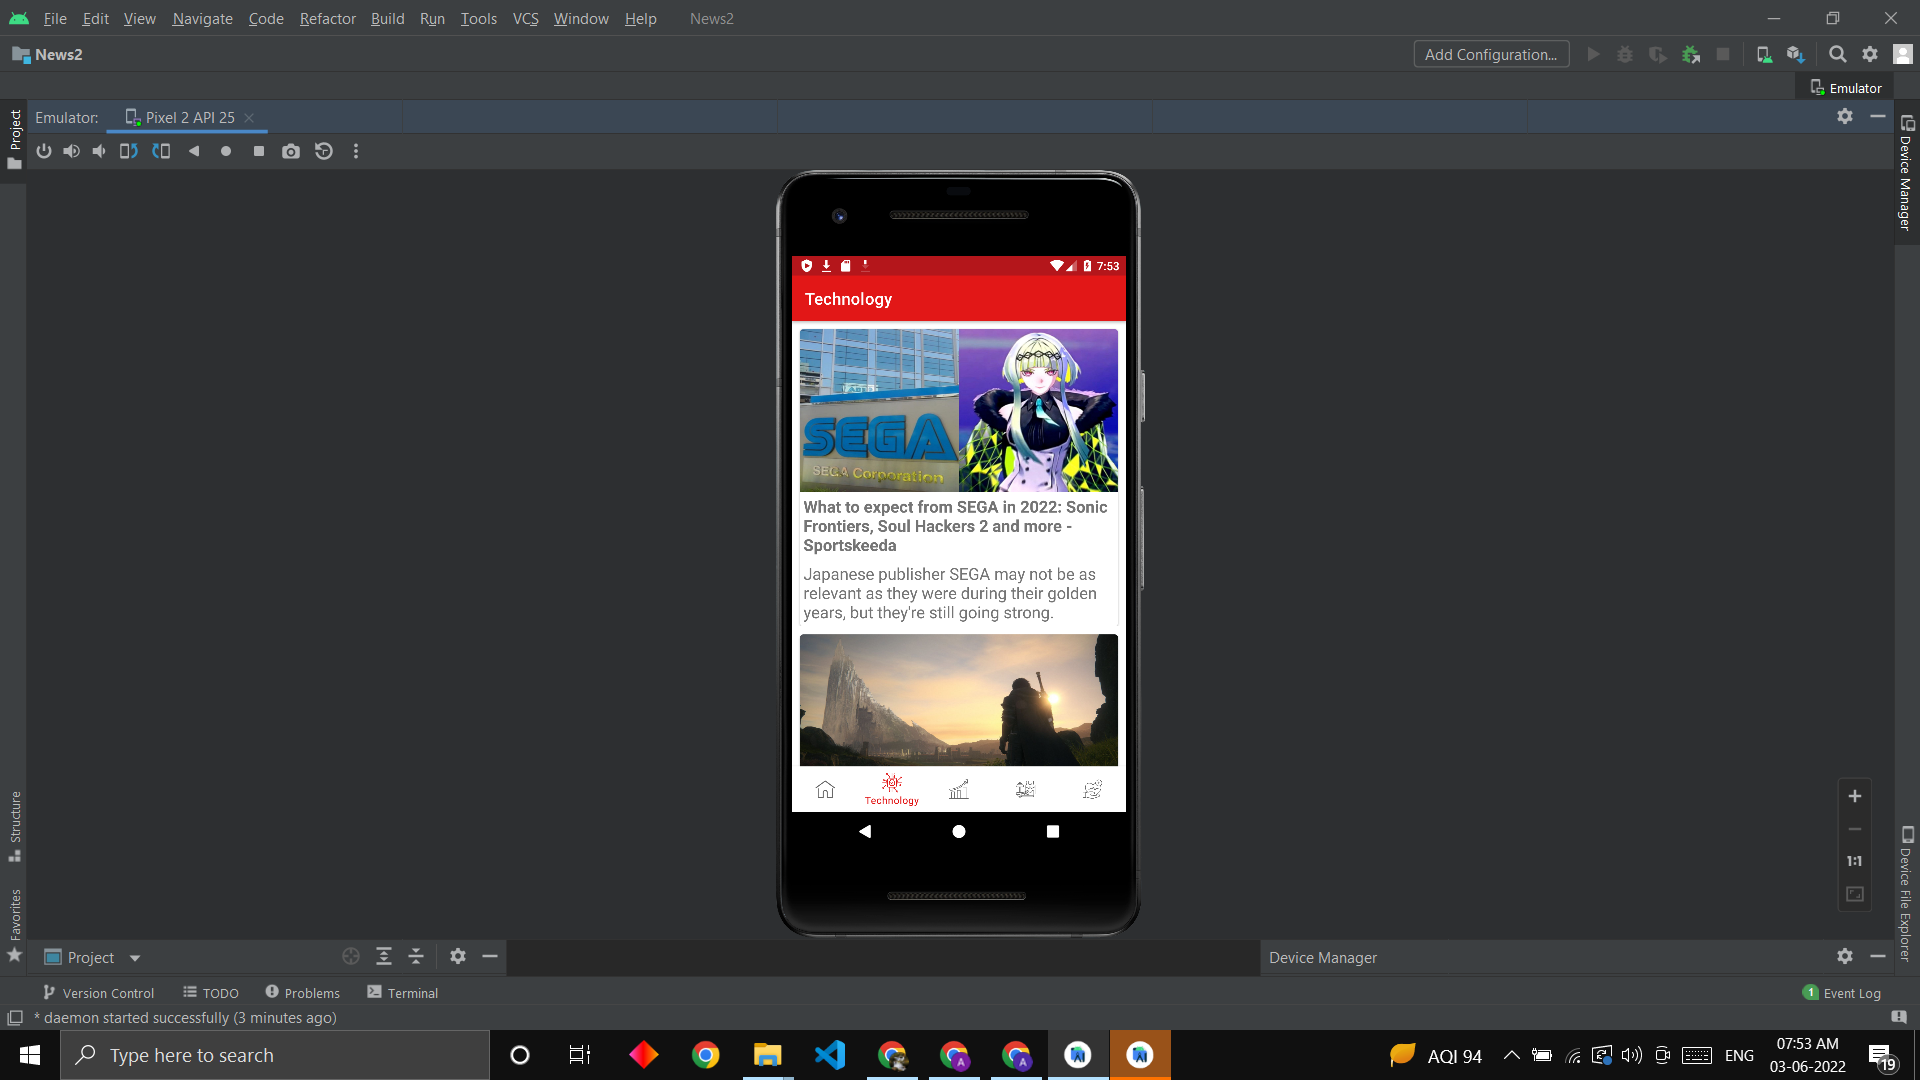 File Edit View Navigate Code Refactor Build Run Tools VCS Window Help News2
News2
Add Configuration...
Emulator
Emulator: Pixel 2 API 25
Project
Device Manager
7:53
Technology
SEGA
SEGA Corporation
What to expect from SEGA in 2022: Sonic
Frontiers, Soul Hackers 2 and more -
Sportskeeda
Japanese publisher SEGA may not be as
relevant as they were during their golden
years, but they're still going strong.
Technology
1:1
Structure
Favorites
Device File Explorer
Project
Device Manager
Version Control TODO Problems Terminal
1 Event Log
* daemon started successfully (3 minutes ago)
Type here to search
AQI 94
ENG
07:53 AM
03-06-2022
19